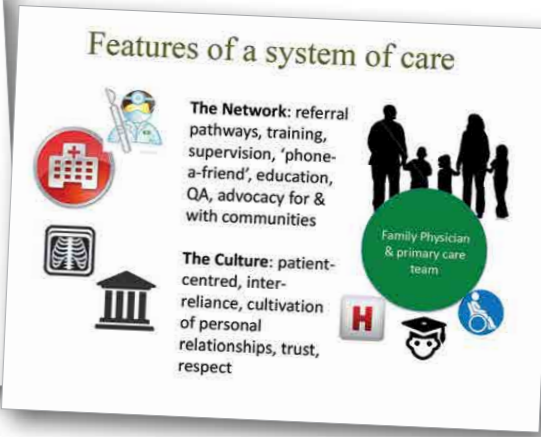 Features of a system of care
The Network: referral
pathways, training,
supervision, ‘phone-
a-friend’, education,
QA, advocacy for &
with communities
The Culture: patient-
centred, inter-
reliance, cultivation
of personal
relationships, trust,
respect
Family Physician
& primary care
team
H